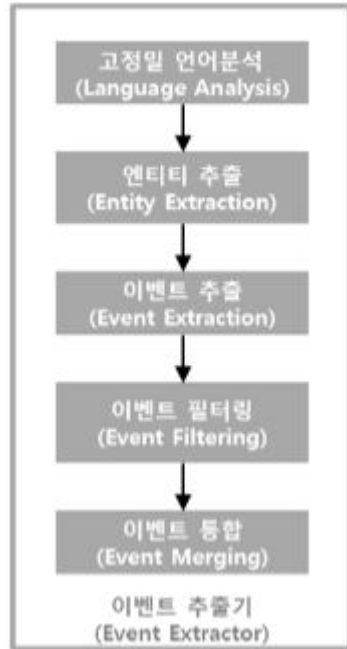 고정밀 언어분석
(Language Analysis)
엔티티 추출
(Entity Extraction)
이벤트 추출
(Event Extraction)
이벤트 필터링
(Event Filtering)
이벤트 통합
(Event Merging)
이벤트 추출기
(Event Extractor)